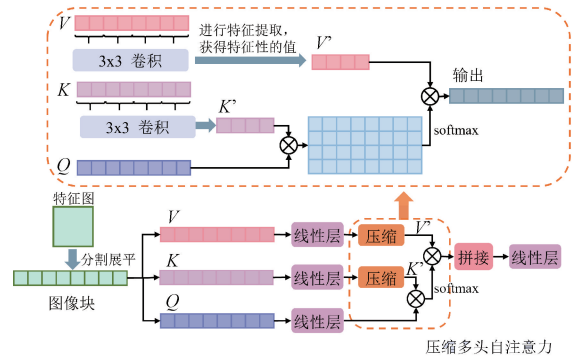 V
进行特征提取,
获得特征性的值
V'
3x3 卷积
输出
K
K'
3x3 卷积
softmax
Q
特征图
V
线性层
压缩
V'
分割展平
K
线性层
压缩
K'
拼接
线性层
softmax
图像块
Q
线性层
压缩多头自注意力